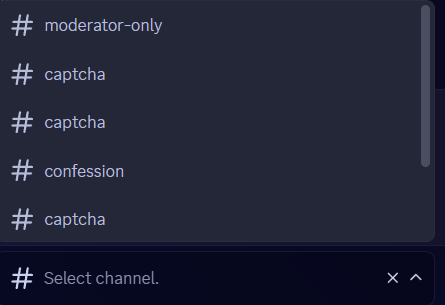 # moderator-only
# captcha
# captcha
# confession
# captcha
# Select channel.